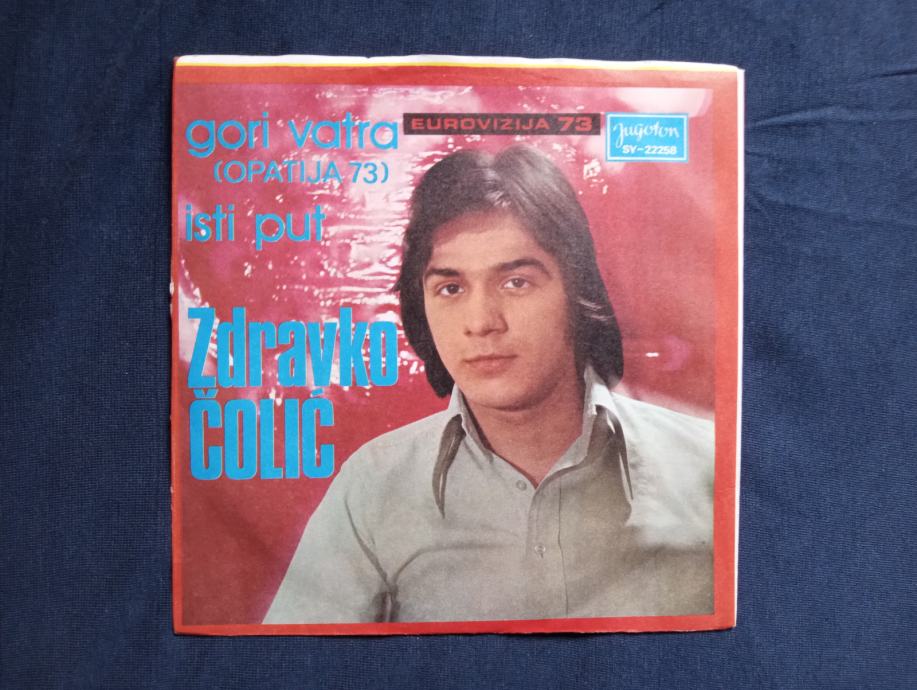 gori vatra
(OPATIJA 73)
isti put
EUROVIZIJA 73
Jugoton
SY-22258
Zdravko
ČOLIĆ